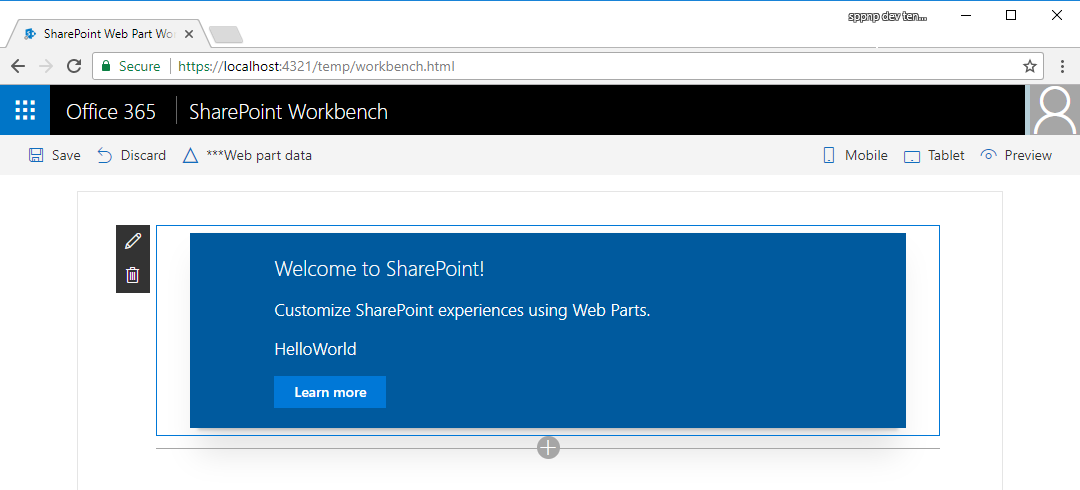 sppnp dev ten...
SharePoint Web Part Wo
Secure https://localhost:4321/temp/workbench.html
Office 365 SharePoint Workbench
Save Discard ***Web part data Mobile Tablet Preview
Welcome to SharePoint!
Customize SharePoint experiences using Web Parts.
HelloWorld
Learn more